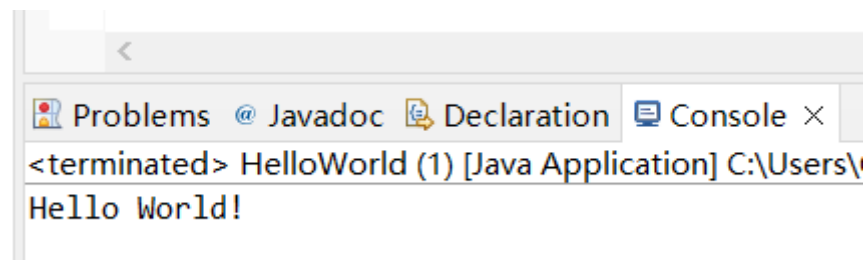 Problems @ Javadoc Declaration Console ×
<terminated> HelloWorld (1) [Java Application] C:\Users\
Hello World!